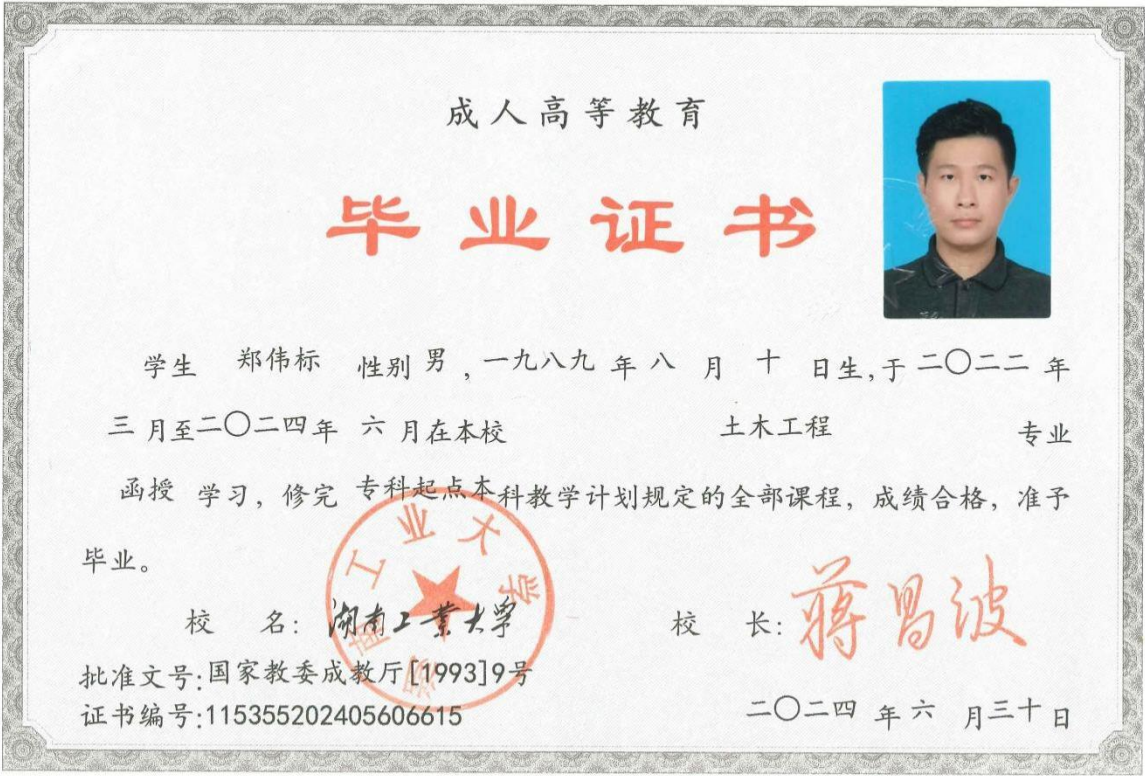 成人高等教育
毕业证书
学生 郑伟标 性别 男 ,一九八九 年 八 月 十 日生,于 二〇二二 年
三 月至二〇二四年 六 月在本校 土木工程 专业
函授 学习，修完 专科起点本科教学计划规定的全部课程，成绩合格，准予
毕业。
湖南工业大学
校 名：湖南工业大学 校 长：蒋昌波
批准文号:国家教委成教厅[1993]9号
证书编号:115355202405606615
二〇二四 年 六 月三十日